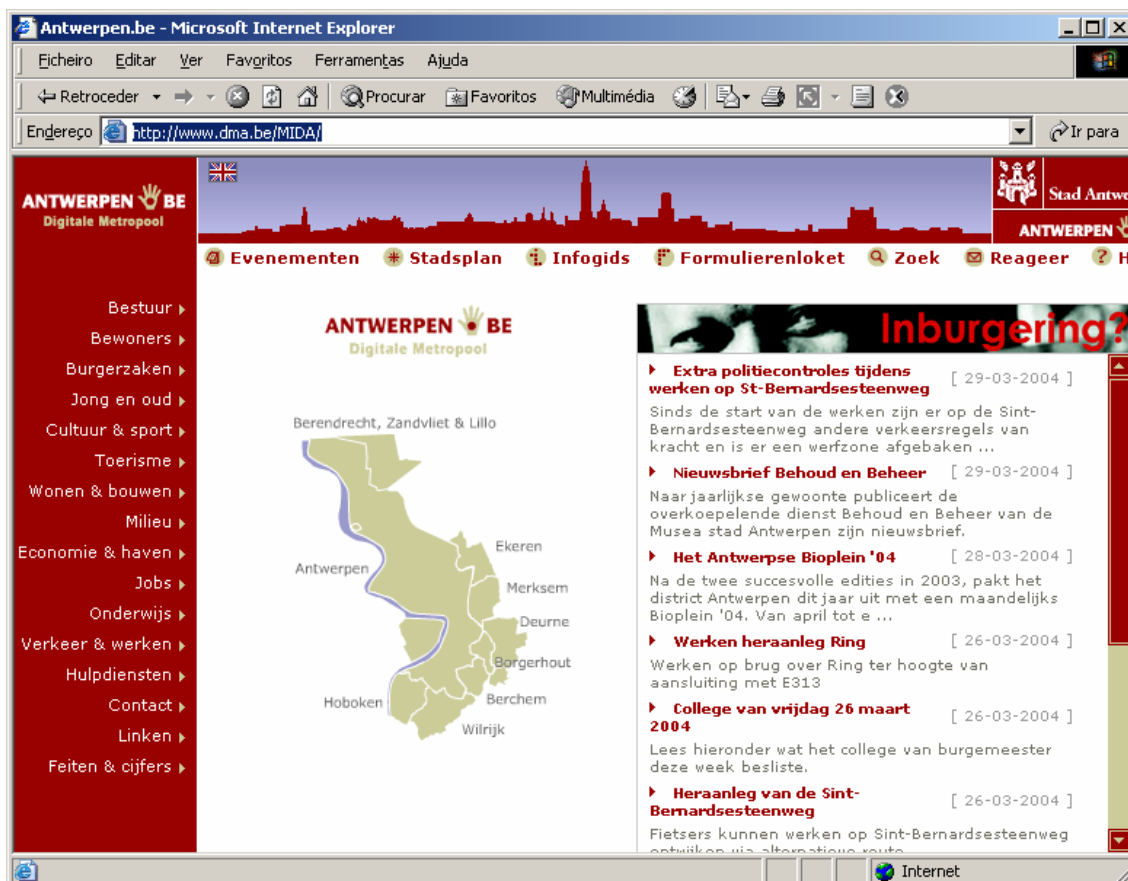 Antwerpen.be - Microsoft Internet Explorer
Ficheiro Editar Ver Favoritos Ferramentas Ajuda
Retroceder Procurar Favoritos Multimédia
Endereço http://www.dma.be/MIDA/ Ir para
ANTWERPEN BE
Digitale Metropool
Stad Antwe
ANTWERPEN
Evenementen Stadsplan Infogids Formulierenloket Zoek Reageer H
Bestuur
Bewoners
Burgerzaken
Jong en oud
Cultuur & sport
Toerisme
Wonen & bouwen
Milieu
Economie & haven
Jobs
Onderwijs
Verkeer & werken
Hulpdiensten
Contact
Linken
Feiten & cijfers
ANTWERPEN BE
Digitale Metropool
Berendrecht, Zandvliet & Lillo
Ekeren
Antwerpen
Merksem
Deurne
Borgerhout
Berchem
Hoboken
Wilrijk
Inburgering?
Extra politiecontroles tijdens
werken op St-Bernardsesteenweg [ 29-03-2004 ]
Sinds de start van de werken zijn er op de Sint-
Bernardsesteenweg andere verkeersregels van
kracht en is er een werfzone afgebaken ...
Nieuwsbrief Behoud en Beheer [ 29-03-2004 ]
Naar jaarlijkse gewoonte publiceert de
overkoepelende dienst Behoud en Beheer van de
Musea stad Antwerpen zijn nieuwsbrief.
Het Antwerpse Bioplein '04 [ 28-03-2004 ]
Na de twee succesvolle edities in 2003, pakt het
district Antwerpen dit jaar uit met een maandelijks
Bioplein '04. Van april tot e ...
Werken heraanleg Ring [ 26-03-2004 ]
Werken op brug over Ring ter hoogte van
aansluiting met E313
College van vrijdag 26 maart
2004 [ 26-03-2004 ]
Lees hieronder wat het college van burgemeester
deze week besliste.
Heraanleg van de Sint-
Bernardsesteenweg [ 26-03-2004 ]
Fietsers kunnen werken op Sint-Bernardsesteenweg
ontwijken via alternatieve route
Internet